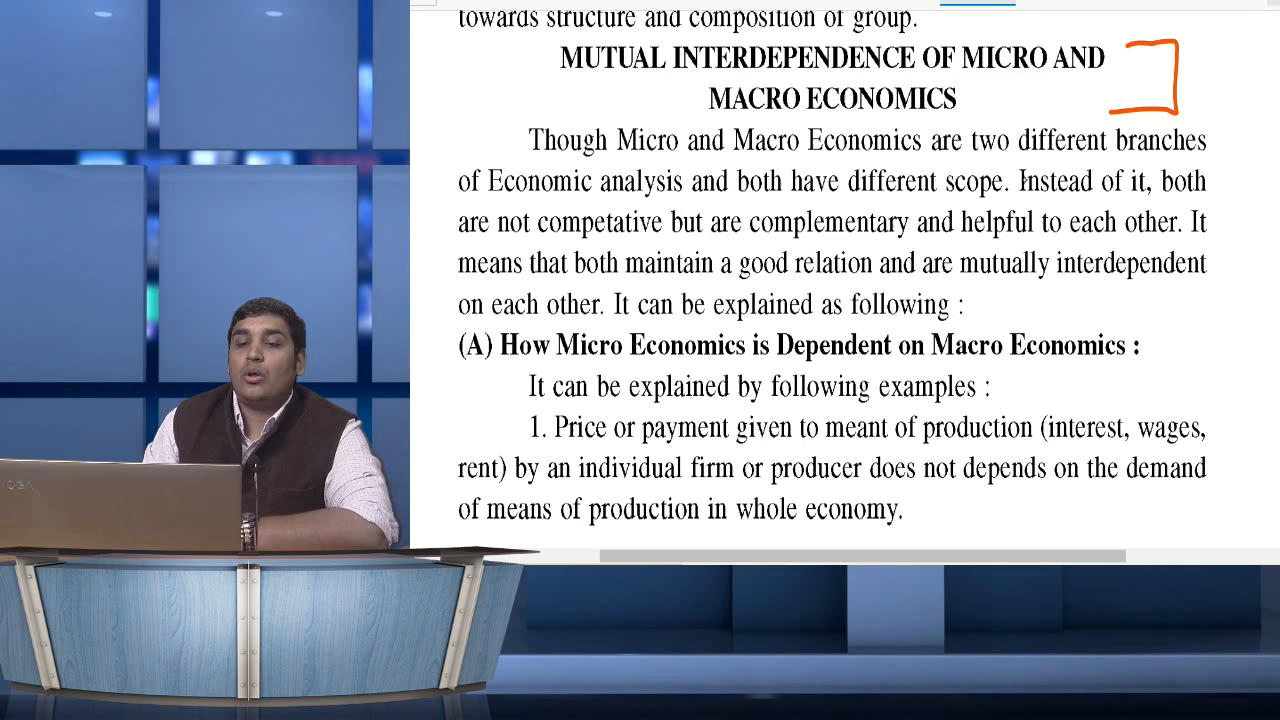 towards structure and composition of group.
MUTUAL INTERDEPENDENCE OF MICRO AND
MACRO ECONOMICS
Though Micro and Macro Economics are two different branches
of Economic analysis and both have different scope. Instead of it, both
are not competative but are complementary and helpful to each other. It
means that both maintain a good relation and are mutually interdependent
on each other. It can be explained as following :
(A) How Micro Economics is Dependent on Macro Economics :
It can be explained by following examples :
1. Price or payment given to meant of production (interest, wages,
rent) by an individual firm or producer does not depends on the demand
of means of production in whole economy.